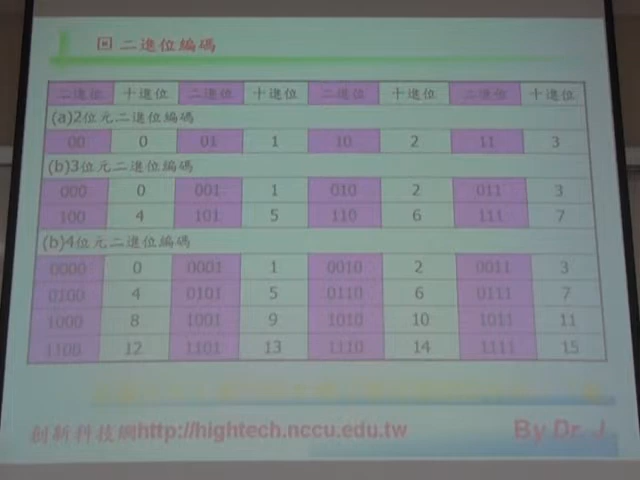 回 二進位編碼
二進位 十進位 二進位 十進位 二進位 十進位 二進位 十進位
(a)2位元二進位編碼
00 0 01 1 10 2 11 3
(b)3位元二進位編碼
000 0 001 1 010 2 011 3
100 4 101 5 110 6 111 7
(b)4位元二進位編碼
0000 0 0001 1 0010 2 0011 3
0100 4 0101 5 0110 6 0111 7
1000 8 1001 9 1010 10 1011 11
1100 12 1101 13 1110 14 1111 15
創新科技網http://hightech.nccu.edu.tw By Dr. J